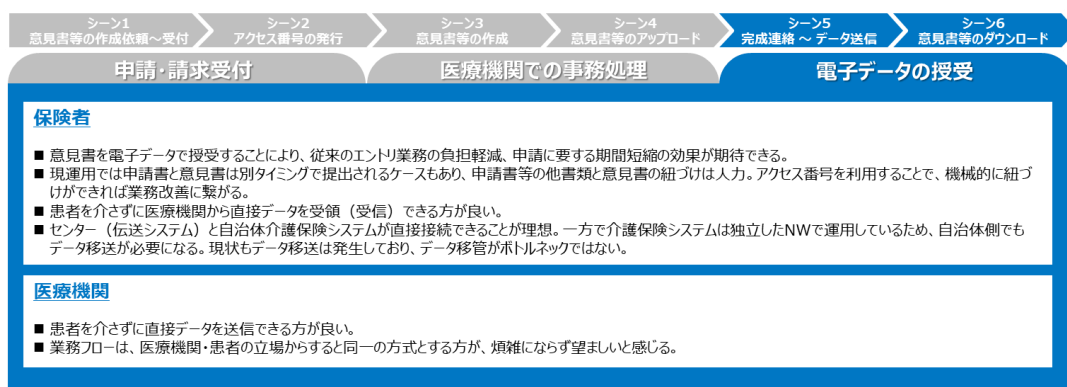 シーン1
意見書等の作成依頼～受付
シーン2
アクセス番号の発行
シーン3
意見書等の作成
シーン4
意見書等のアップロード
シーン5
完成連絡 ～ データ送信
シーン6
意見書等のダウンロード
申請・請求受付
医療機関での事務処理
電子データの授受
保険者
■ 意見書を電子データで授受することにより、従来のエントリ業務の負担軽減、申請に要する期間短縮の効果が期待できる。
■ 現運用では申請書と意見書は別タイミングで提出されるケースもあり、申請書等の他書類と意見書の紐づけは人力。アクセス番号を利用することで、機械的に紐づ
けができれば業務改善に繋がる。
■ 患者を介さずに医療機関から直接データを受領（受信）できる方が良い。
■ センター（伝送システム）と自治体介護保険システムが直接接続できることが理想。一方で介護保険システムは独立したNWで運用しているため、自治体側でも
データ移送が必要になる。現状もデータ移送は発生しており、データ移管がボトルネックではない。
医療機関
■ 患者を介さずに直接データを送信できる方が良い。
■ 業務フローは、医療機関・患者の立場からすると同一の方式とする方が、煩雑にならず望ましいと感じる。